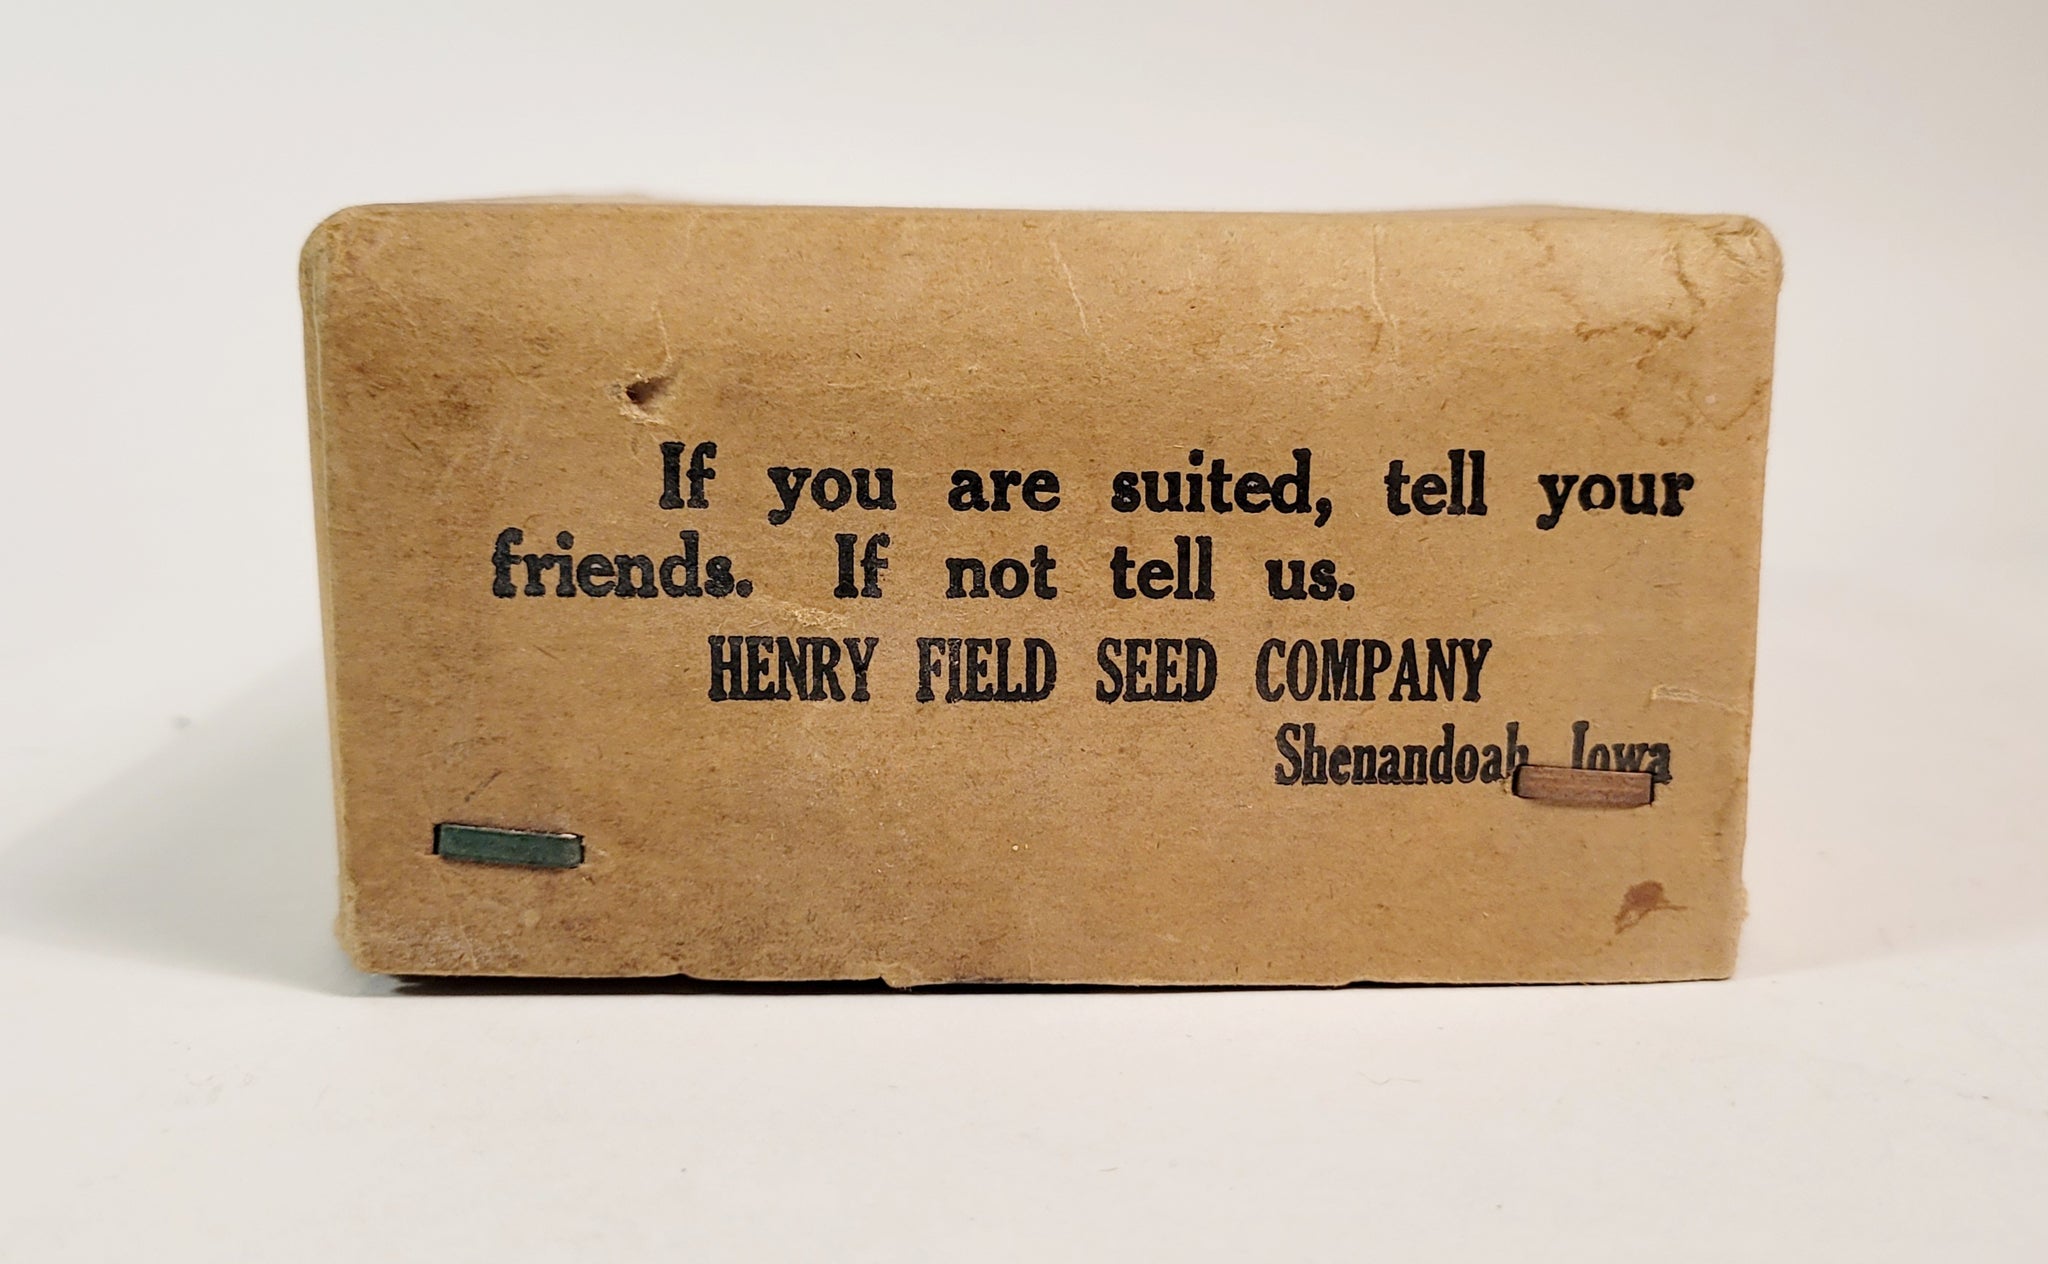 If you are suited, tell your
friends. If not tell us.
HENRY FIELD SEED COMPANY
Shenandoah Iowa